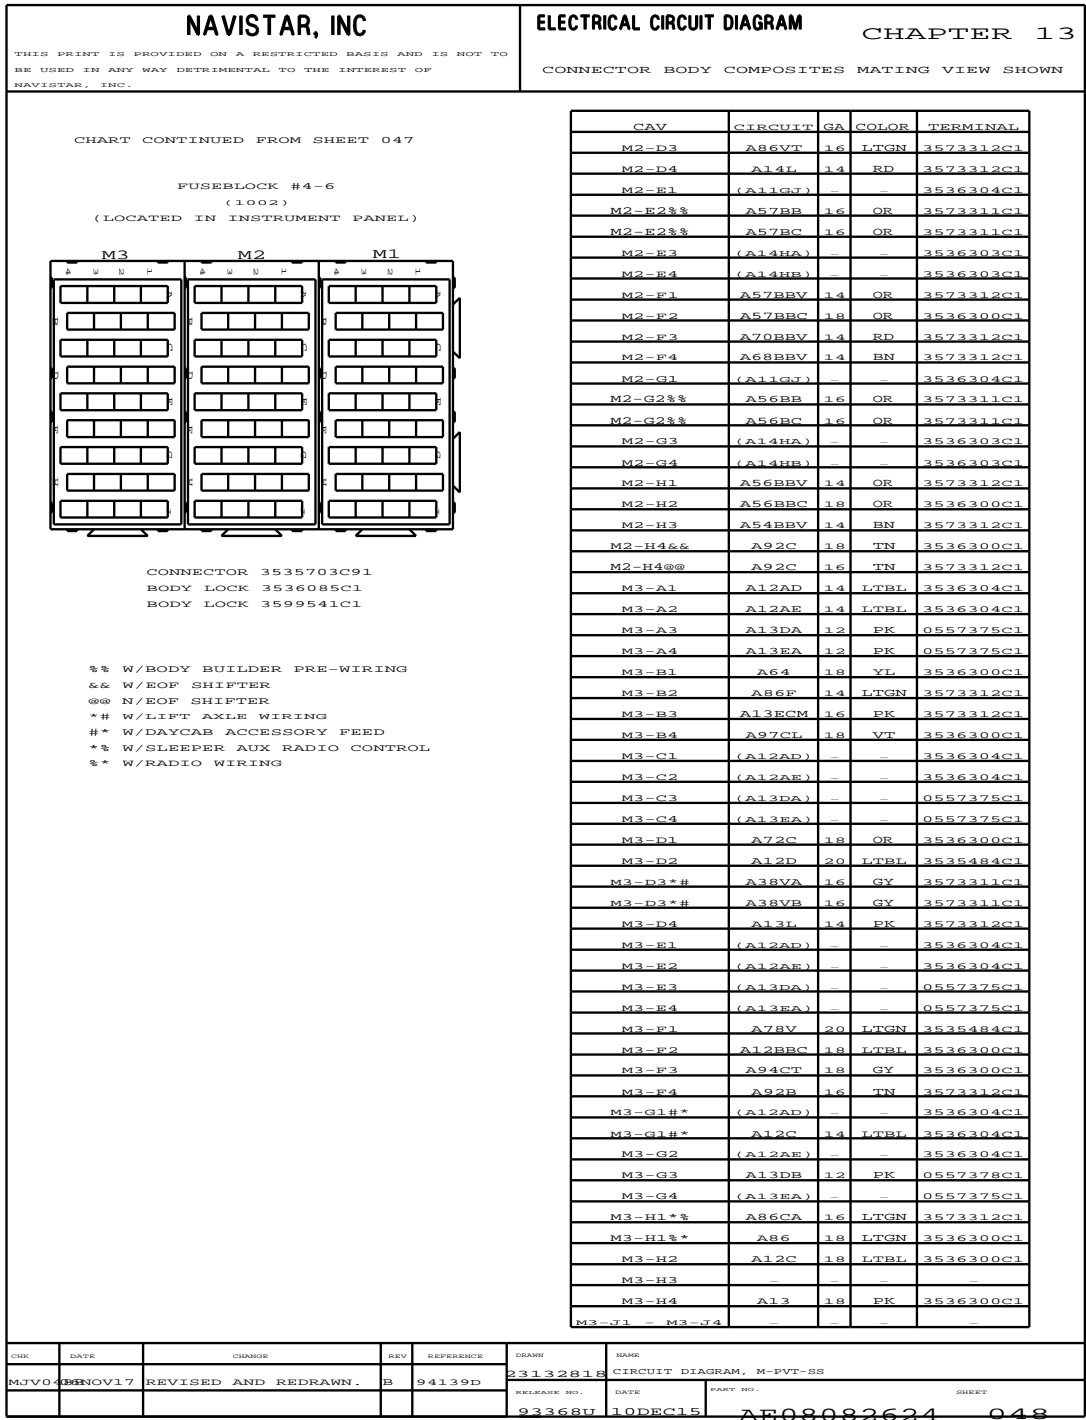 NAVISTAR, INC
THIS PRINT IS PROVIDED ON A RESTRICTED BASIS AND IS NOT TO
BE USED IN ANY WAY DETRIMENTAL TO THE INTEREST OF
NAVISTAR, INC.
ELECTRICAL CIRCUIT DIAGRAM
CHAPTER 13
CONNECTOR BODY COMPOSITES MATING VIEW SHOWN
CHART CONTINUED FROM SHEET 047
FUSEBLOCK #4-6
(1002)
(LOCATED IN INSTRUMENT PANEL)
M3 M2 M1
4 3 2 1 4 3 2 1 4 3 2 1
CONNECTOR 3535703C91
BODY LOCK 3536085C1
BODY LOCK 3599541C1
%% W/BODY BUILDER PRE-WIRING
&& W/EOF SHIFTER
@@ N/EOF SHIFTER
*# W/LIFT AXLE WIRING
#* W/DAYCAB ACCESSORY FEED
*% W/SLEEPER AUX RADIO CONTROL
%* W/RADIO WIRING
CAV CIRCUIT GA COLOR TERMINAL
M2-D3 A86VT 16 LTGN 3573312C1
M2-D4 A14L 14 RD 3573312C1
M2-E1 (A11GJ) - - 3536304C1
M2-E2%% A57BB 16 OR 3573311C1
M2-E2%% A57BC 16 OR 3573311C1
M2-E3 (A14HA) - - 3536303C1
M2-E4 (A14HB) - - 3536303C1
M2-F1 A57BBV 14 OR 3573312C1
M2-F2 A57BBC 18 OR 3536300C1
M2-F3 A70BBV 14 RD 3573312C1
M2-F4 A68BBV 14 BN 3573312C1
M2-G1 (A11GJ) - - 3536304C1
M2-G2%% A56BB 16 OR 3573311C1
M2-G2%% A56BC 16 OR 3573311C1
M2-G3 (A14HA) - - 3536303C1
M2-G4 (A14HB) - - 3536303C1
M2-H1 A56BBV 14 OR 3573312C1
M2-H2 A56BBC 18 OR 3536300C1
M2-H3 A54BBV 14 BN 3573312C1
M2-H4&& A92C 18 TN 3536300C1
M2-H4@@ A92C 16 TN 3573312C1
M3-A1 A12AD 14 LTBL 3536304C1
M3-A2 A12AE 14 LTBL 3536304C1
M3-A3 A13DA 12 PK 0557375C1
M3-A4 A13EA 12 PK 0557375C1
M3-B1 A64 18 YL 3536300C1
M3-B2 A86F 14 LTGN 3573312C1
M3-B3 A13ECM 16 PK 3573312C1
M3-B4 A97CL 18 VT 3536300C1
M3-C1 (A12AD) - - 3536304C1
M3-C2 (A12AE) - - 3536304C1
M3-C3 (A13DA) - - 0557375C1
M3-C4 (A13EA) - - 0557375C1
M3-D1 A72C 18 OR 3536300C1
M3-D2 A12D 20 LTBL 3535484C1
M3-D3*# A38VA 16 GY 3573311C1
M3-D3*# A38VB 16 GY 3573311C1
M3-D4 A13L 14 PK 3573312C1
M3-E1 (A12AD) - - 3536304C1
M3-E2 (A12AE) - - 3536304C1
M3-E3 (A13DA) - - 0557375C1
M3-E4 (A13EA) - - 0557375C1
M3-F1 A78V 20 LTGN 3535484C1
M3-F2 A12BBC 18 LTBL 3536300C1
M3-F3 A94CT 18 GY 3536300C1
M3-F4 A92B 16 TN 3573312C1
M3-G1#* (A12AD) - - 3536304C1
M3-G1#* A12C 14 LTBL 3536304C1
M3-G2 (A12AE) - - 3536304C1
M3-G3 A13DB 12 PK 0557378C1
M3-G4 (A13EA) - - 0557375C1
M3-H1*% A86CA 16 LTGN 3573312C1
M3-H1%* A86 18 LTGN 3536300C1
M3-H2 A12C 18 LTBL 3536300C1
M3-H3 - - - -
M3-H4 A13 18 PK 3536300C1
M3-J1 - M3-J4 - - - -
CHK DATE CHANGE REV REFERENCE
REVISED AND REDRAWN. B 94139D
DRAWN 23132818
NAME CIRCUIT DIAGRAM, M-PVT-SS
RELEASE NO. 93368U
DATE 10DEC15
PART NO. AE08082624
SHEET 048